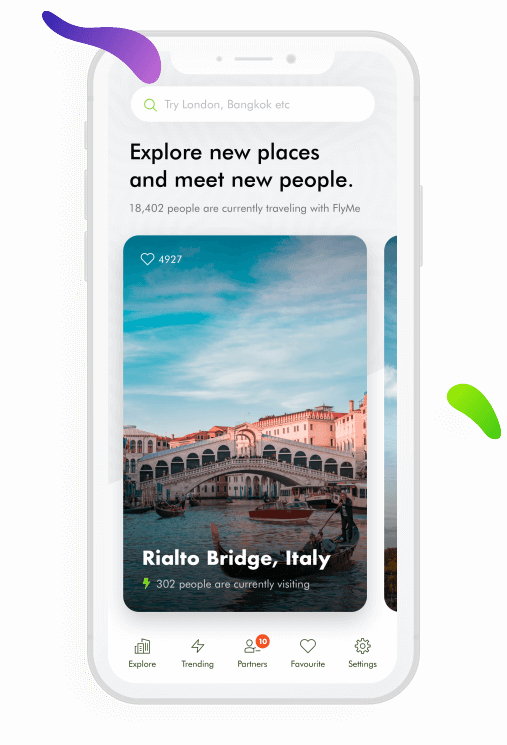 Try London, Bangkok etc
Explore new places
and meet new people.
18,402 people are currently traveling with FlyMe
4927
Rialto Bridge, Italy
302 people are currently visiting
10
Explore Trending Partners Favourite Settings